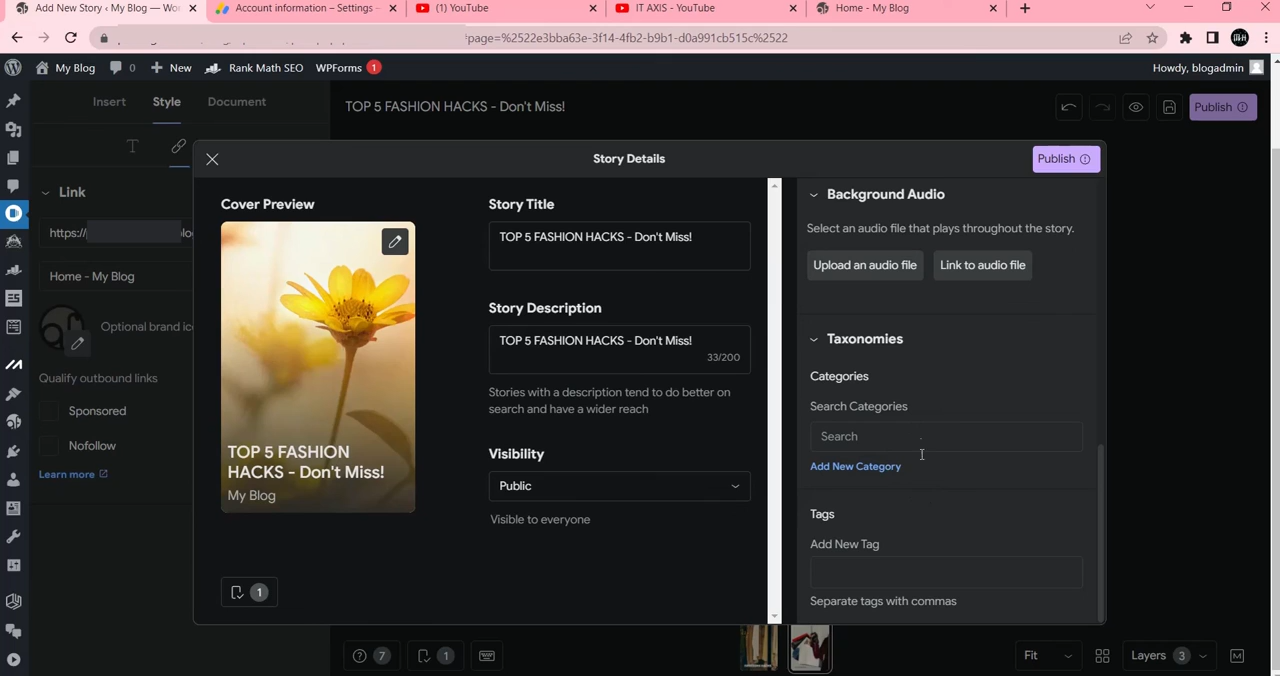 Add New Story ‹ My Blog — Wo
Account information – Settings -
(1) YouTube
IT AXIS - YouTube
Home - My Blog
page=%2522e3bba63e-3f14-4fb2-b9b1-d0a991cb515c%2522
My Blog
0
New
Rank Math SEO
WPForms
1
Howdy, blogadmin
Insert
Style
Document
TOP 5 FASHION HACKS - Don't Miss!
Publish
Link
https://
Home - My Blog
Optional brand ic
Qualify outbound links
Sponsored
Nofollow
Learn more
Story Details
Publish
Cover Preview
TOP 5 FASHION
HACKS - Don't Miss!
My Blog
1
Story Title
TOP 5 FASHION HACKS - Don't Miss!
Story Description
TOP 5 FASHION HACKS - Don't Miss!
33/200
Stories with a description tend to do better on
search and have a wider reach
Visibility
Public
Visible to everyone
Background Audio
Select an audio file that plays throughout the story.
Upload an audio file
Link to audio file
Taxonomies
Categories
Search Categories
Search
Add New Category
Tags
Add New Tag
Separate tags with commas
7
1
Fit
Layers
3